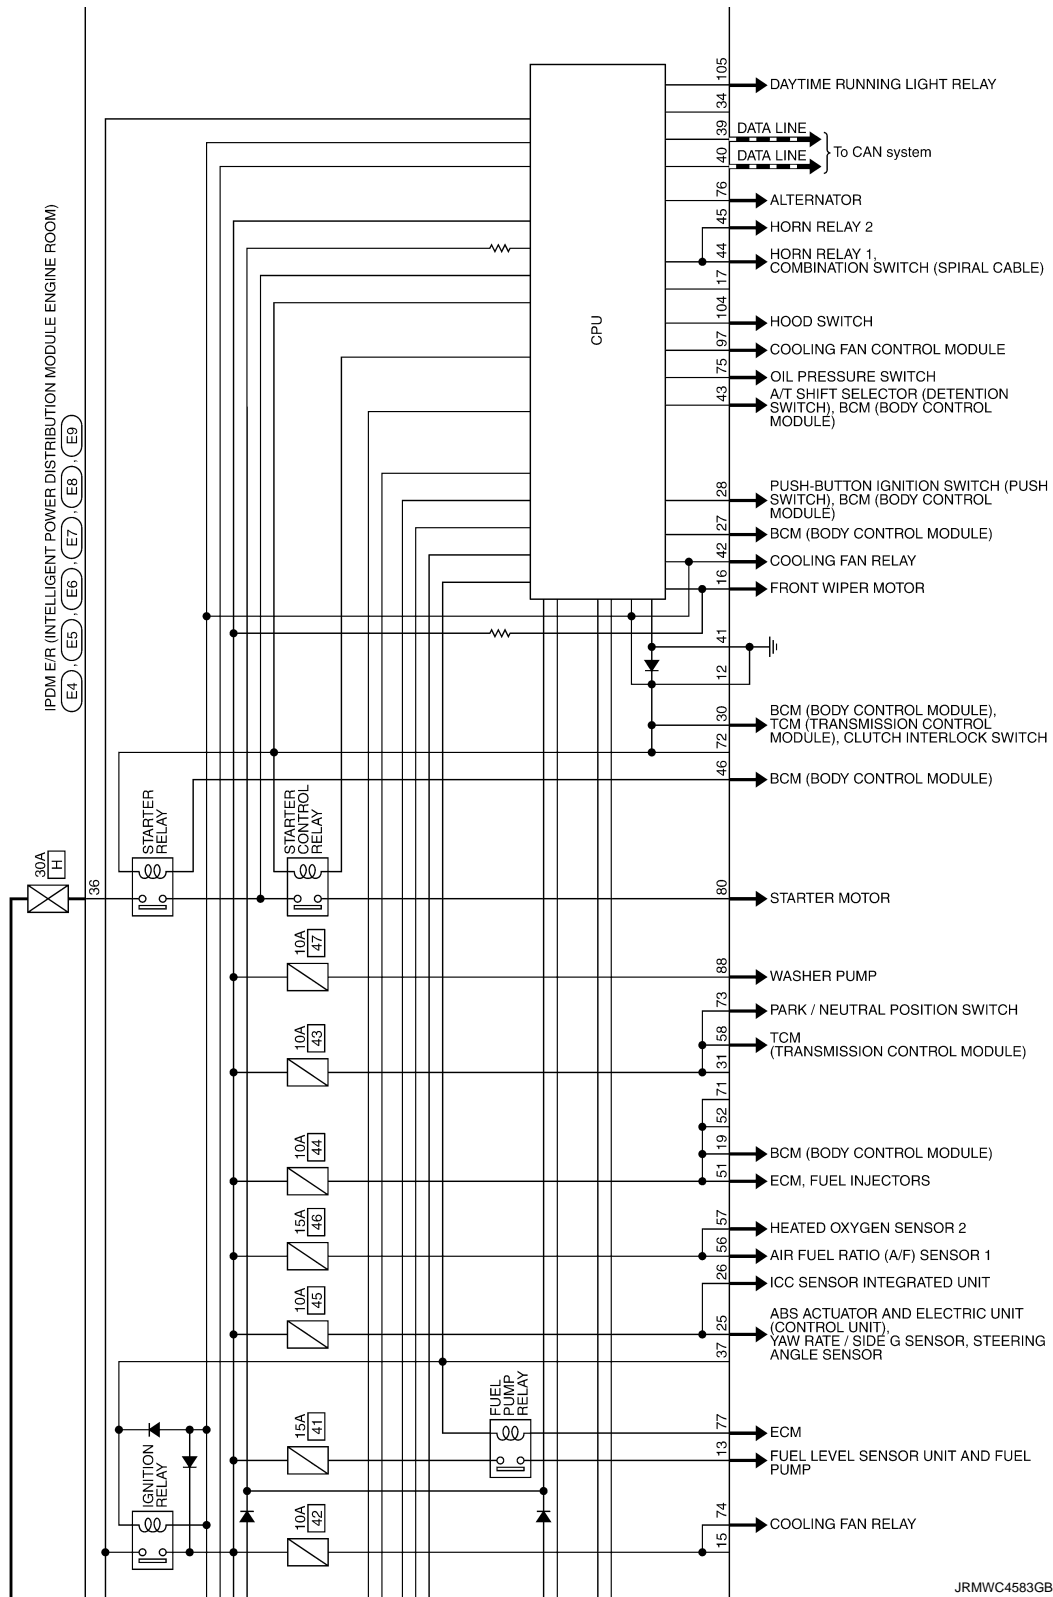 105
DAYTIME RUNNING LIGHT RELAY
34
39
DATA LINE
40
DATA LINE
To CAN system
76
ALTERNATOR
45
HORN RELAY 2
44
HORN RELAY 1,
COMBINATION SWITCH (SPIRAL CABLE)
17
104
HOOD SWITCH
97
COOLING FAN CONTROL MODULE
75
OIL PRESSURE SWITCH
43
A/T SHIFT SELECTOR (DETENTION
SWITCH), BCM (BODY CONTROL
MODULE)
CPU
IPDM E/R (INTELLIGENT POWER DISTRIBUTION MODULE ENGINE ROOM)
E4 , E5 , E6 , E7 , E8 , E9
28
PUSH-BUTTON IGNITION SWITCH (PUSH
SWITCH), BCM (BODY CONTROL
MODULE)
27
BCM (BODY CONTROL MODULE)
42
COOLING FAN RELAY
16
FRONT WIPER MOTOR
41
12
30
BCM (BODY CONTROL MODULE),
TCM (TRANSMISSION CONTROL
MODULE), CLUTCH INTERLOCK SWITCH
72
46
BCM (BODY CONTROL MODULE)
STARTER
RELAY
STARTER
CONTROL
RELAY
30A
H
36
80
STARTER MOTOR
10A
47
88
WASHER PUMP
73
PARK / NEUTRAL POSITION SWITCH
10A
43
58
TCM
(TRANSMISSION CONTROL MODULE)
31
71
52
10A
44
19
BCM (BODY CONTROL MODULE)
51
ECM, FUEL INJECTORS
15A
46
57
HEATED OXYGEN SENSOR 2
56
AIR FUEL RATIO (A/F) SENSOR 1
26
ICC SENSOR INTEGRATED UNIT
10A
45
25
ABS ACTUATOR AND ELECTRIC UNIT
(CONTROL UNIT),
YAW RATE / SIDE G SENSOR, STEERING
ANGLE SENSOR
37
FUEL
PUMP
RELAY
15A
41
77
ECM
13
FUEL LEVEL SENSOR UNIT AND FUEL
PUMP
IGNITION
RELAY
10A
42
74
COOLING FAN RELAY
15
JRMWC4583GB